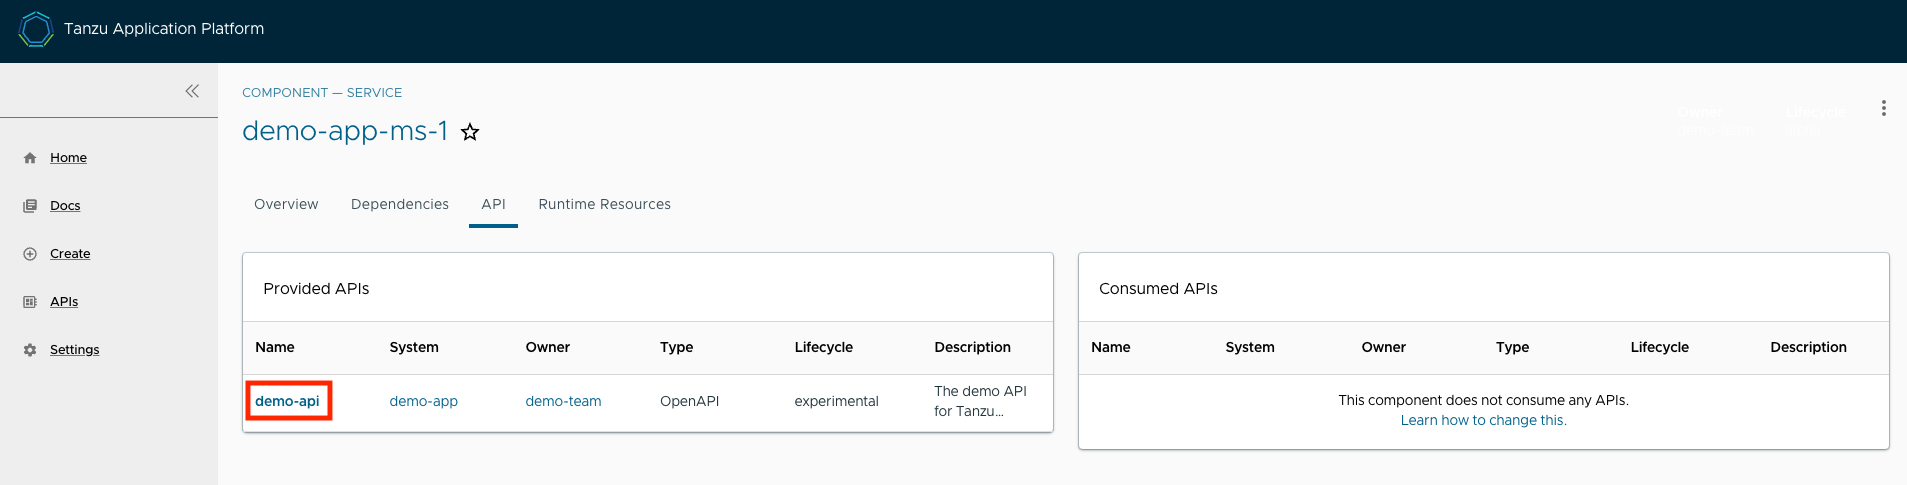 Tanzu Application Platform
COMPONENT — SERVICE
demo-app-ms-1
Owner
Lifecycle
Home
Docs
Create
APIs
Settings
Overview
Dependencies
API
Runtime Resources
Provided APIs
Name System Owner Type Lifecycle Description
demo-api demo-app demo-team OpenAPI experimental The demo API
for Tanzu...
Consumed APIs
Name System Owner Type Lifecycle Description
This component does not consume any APIs.
Learn how to change this.